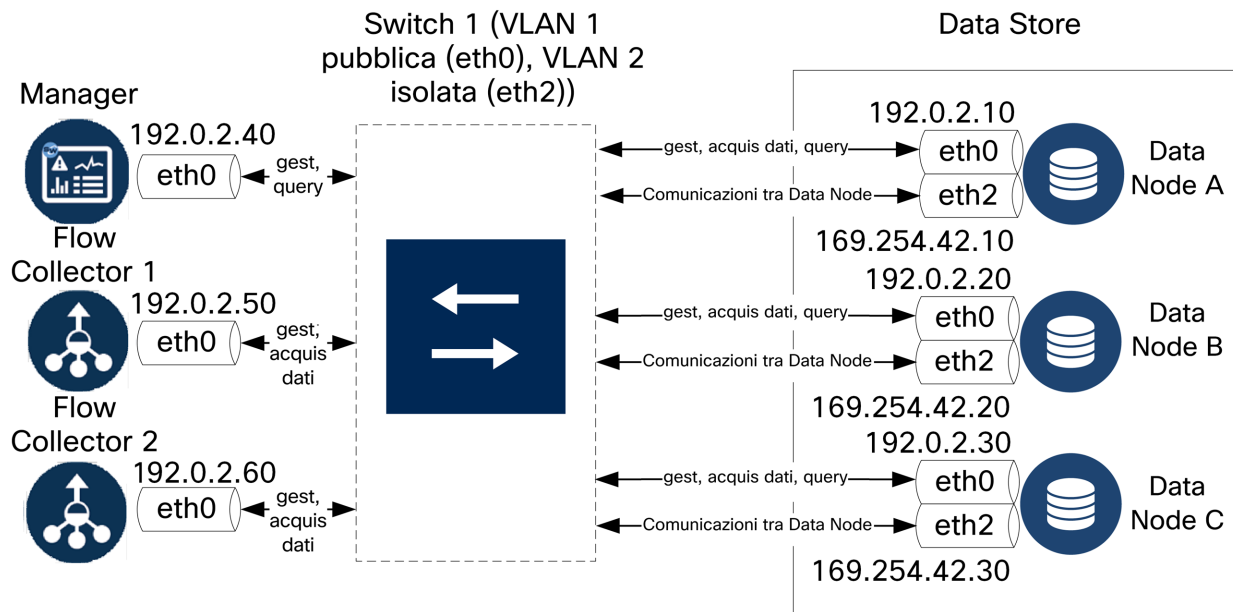 Switch 1 (VLAN 1
pubblica (eth0), VLAN 2
isolata (eth2))
Data Store
Manager
192.0.2.40
eth0
gest,
query
Flow
Collector 1
192.0.2.50
eth0
gest,
acquis
dati
Flow
Collector 2
192.0.2.60
eth0
gest,
acquis
dati
192.0.2.10
gest, acquis dati, query
eth0
Comunicazioni tra Data Node
eth2
169.254.42.10
Data
Node A
192.0.2.20
gest, acquis dati, query
eth0
Comunicazioni tra Data Node
eth2
169.254.42.20
Data
Node B
192.0.2.30
gest, acquis dati, query
eth0
Comunicazioni tra Data Node
eth2
169.254.42.30
Data
Node C